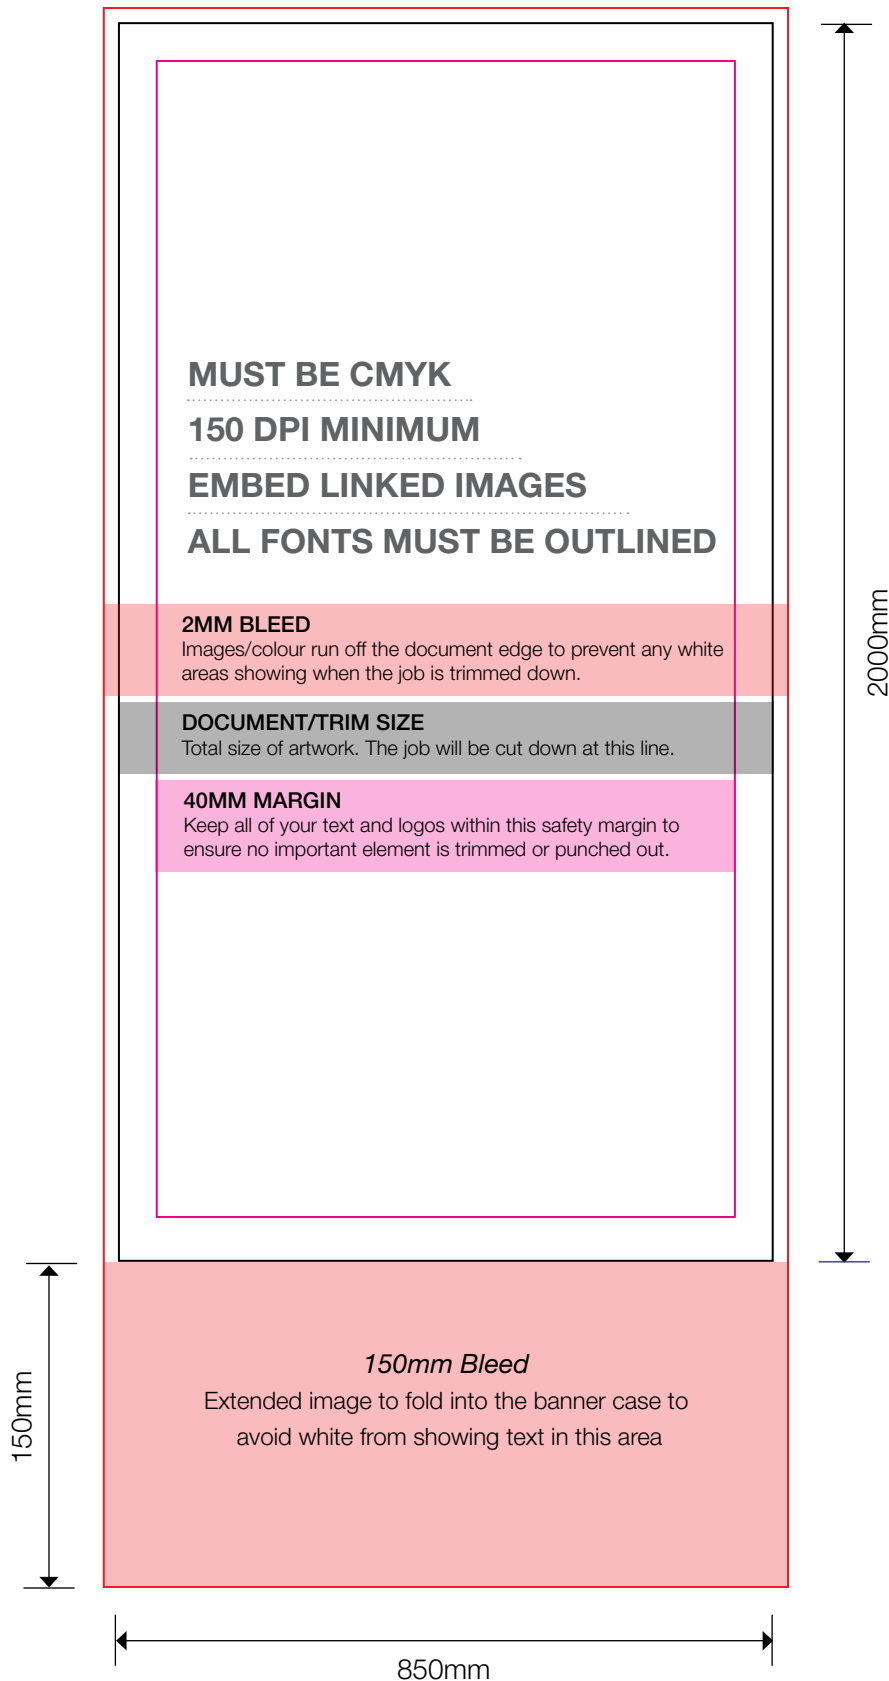 MUST BE CMYK
150 DPI MINIMUM
EMBED LINKED IMAGES
ALL FONTS MUST BE OUTLINED
2MM BLEED
Images/colour run off the document edge to prevent any white
areas showing when the job is trimmed down.
DOCUMENT/TRIM SIZE
Total size of artwork. The job will be cut down at this line.
40MM MARGIN
Keep all of your text and logos within this safety margin to
ensure no important element is trimmed or punched out.
2000mm
150mm Bleed
Extended image to fold into the banner case to
avoid white from showing text in this area
150mm
850mm